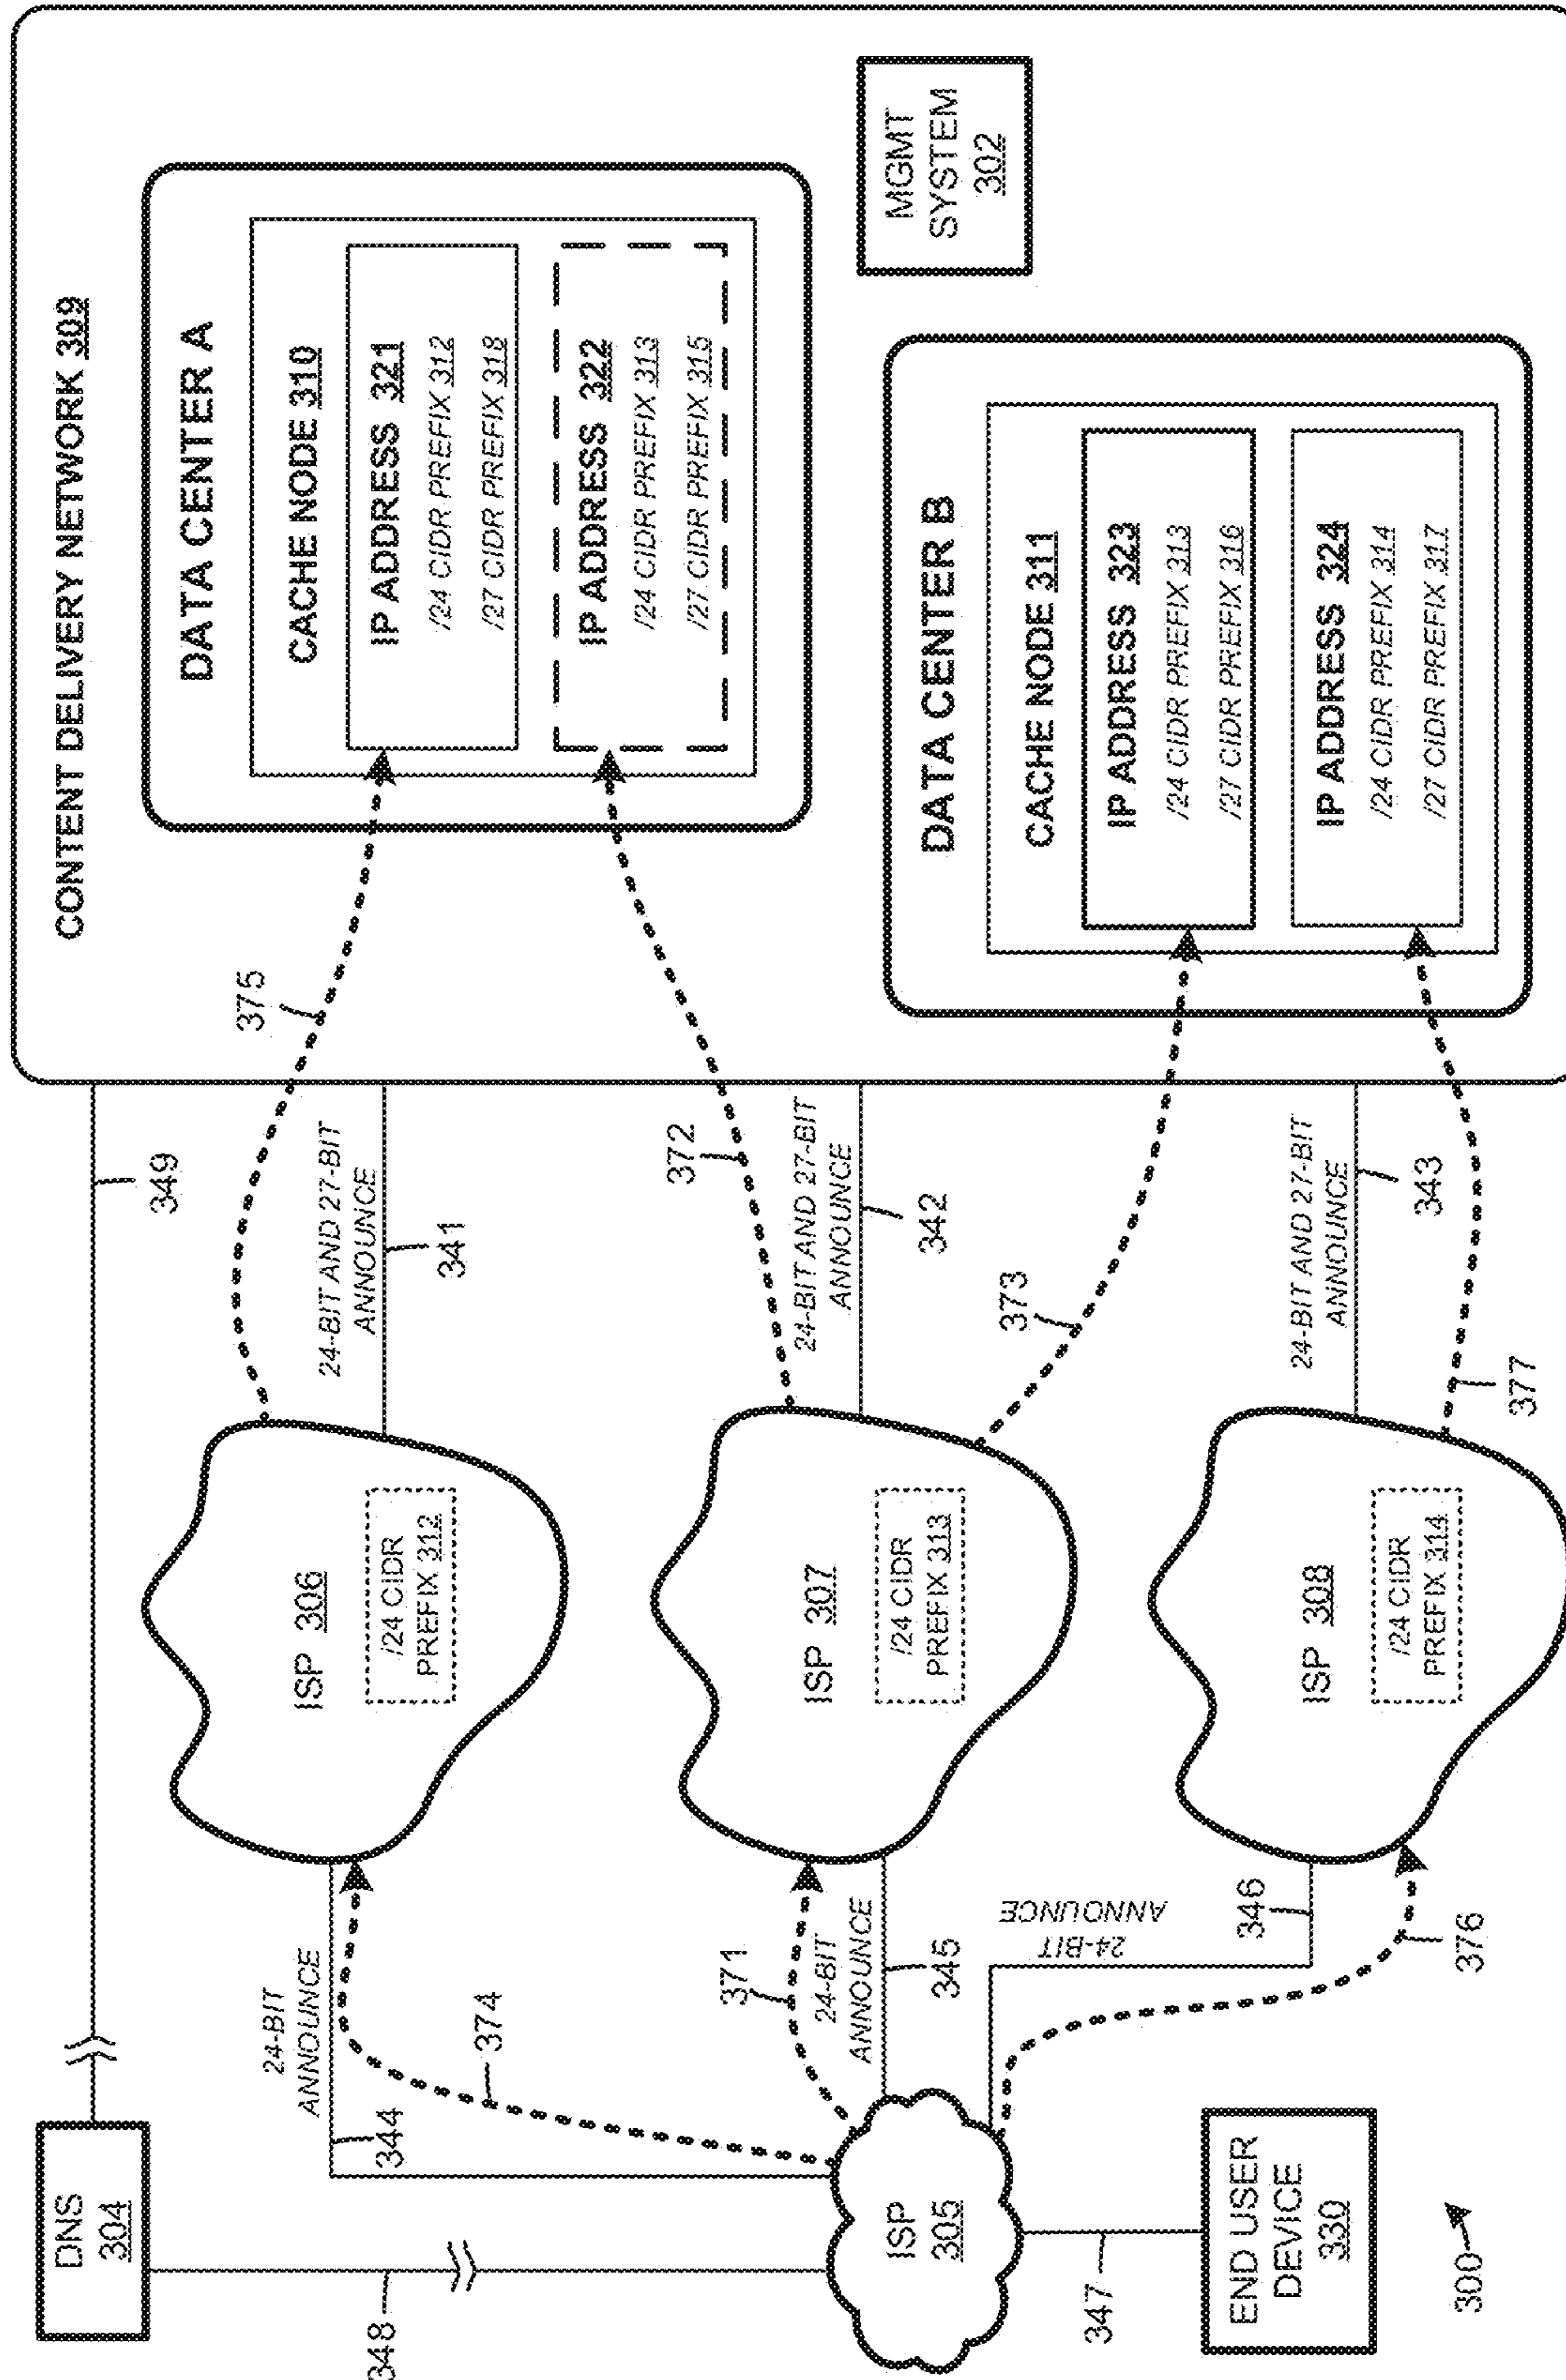 CONTENT DELIVERY NETWORK 309
DATA CENTER A
CACHE NODE 310
IP ADDRESS 321
/24 CIDR PREFIX 312
/27 CIDR PREFIX 318
IP ADDRESS 322
/24 CIDR PREFIX 313
/27 CIDR PREFIX 315
MGMT
SYSTEM
302
DATA CENTER B
CACHE NODE 311
IP ADDRESS 323
/24 CIDR PREFIX 313
/27 CIDR PREFIX 316
IP ADDRESS 324
/24 CIDR PREFIX 314
/27 CIDR PREFIX 317
DNS
304
349
375
24-BIT AND 27-BIT
ANNOUNCE
341
372
24-BIT AND 27-BIT
ANNOUNCE
342
373
24-BIT AND 27-BIT
ANNOUNCE
343
377
ISP 306
/24 CIDR
PREFIX 312
ISP 307
/24 CIDR
PREFIX 313
ISP 308
/24 CIDR
PREFIX 314
24-BIT
ANNOUNCE
344
374
371
24-BIT
ANNOUNCE
345
24-BIT
ANNOUNCE
346
376
348
ISP
305
347
END USER
DEVICE
330
300